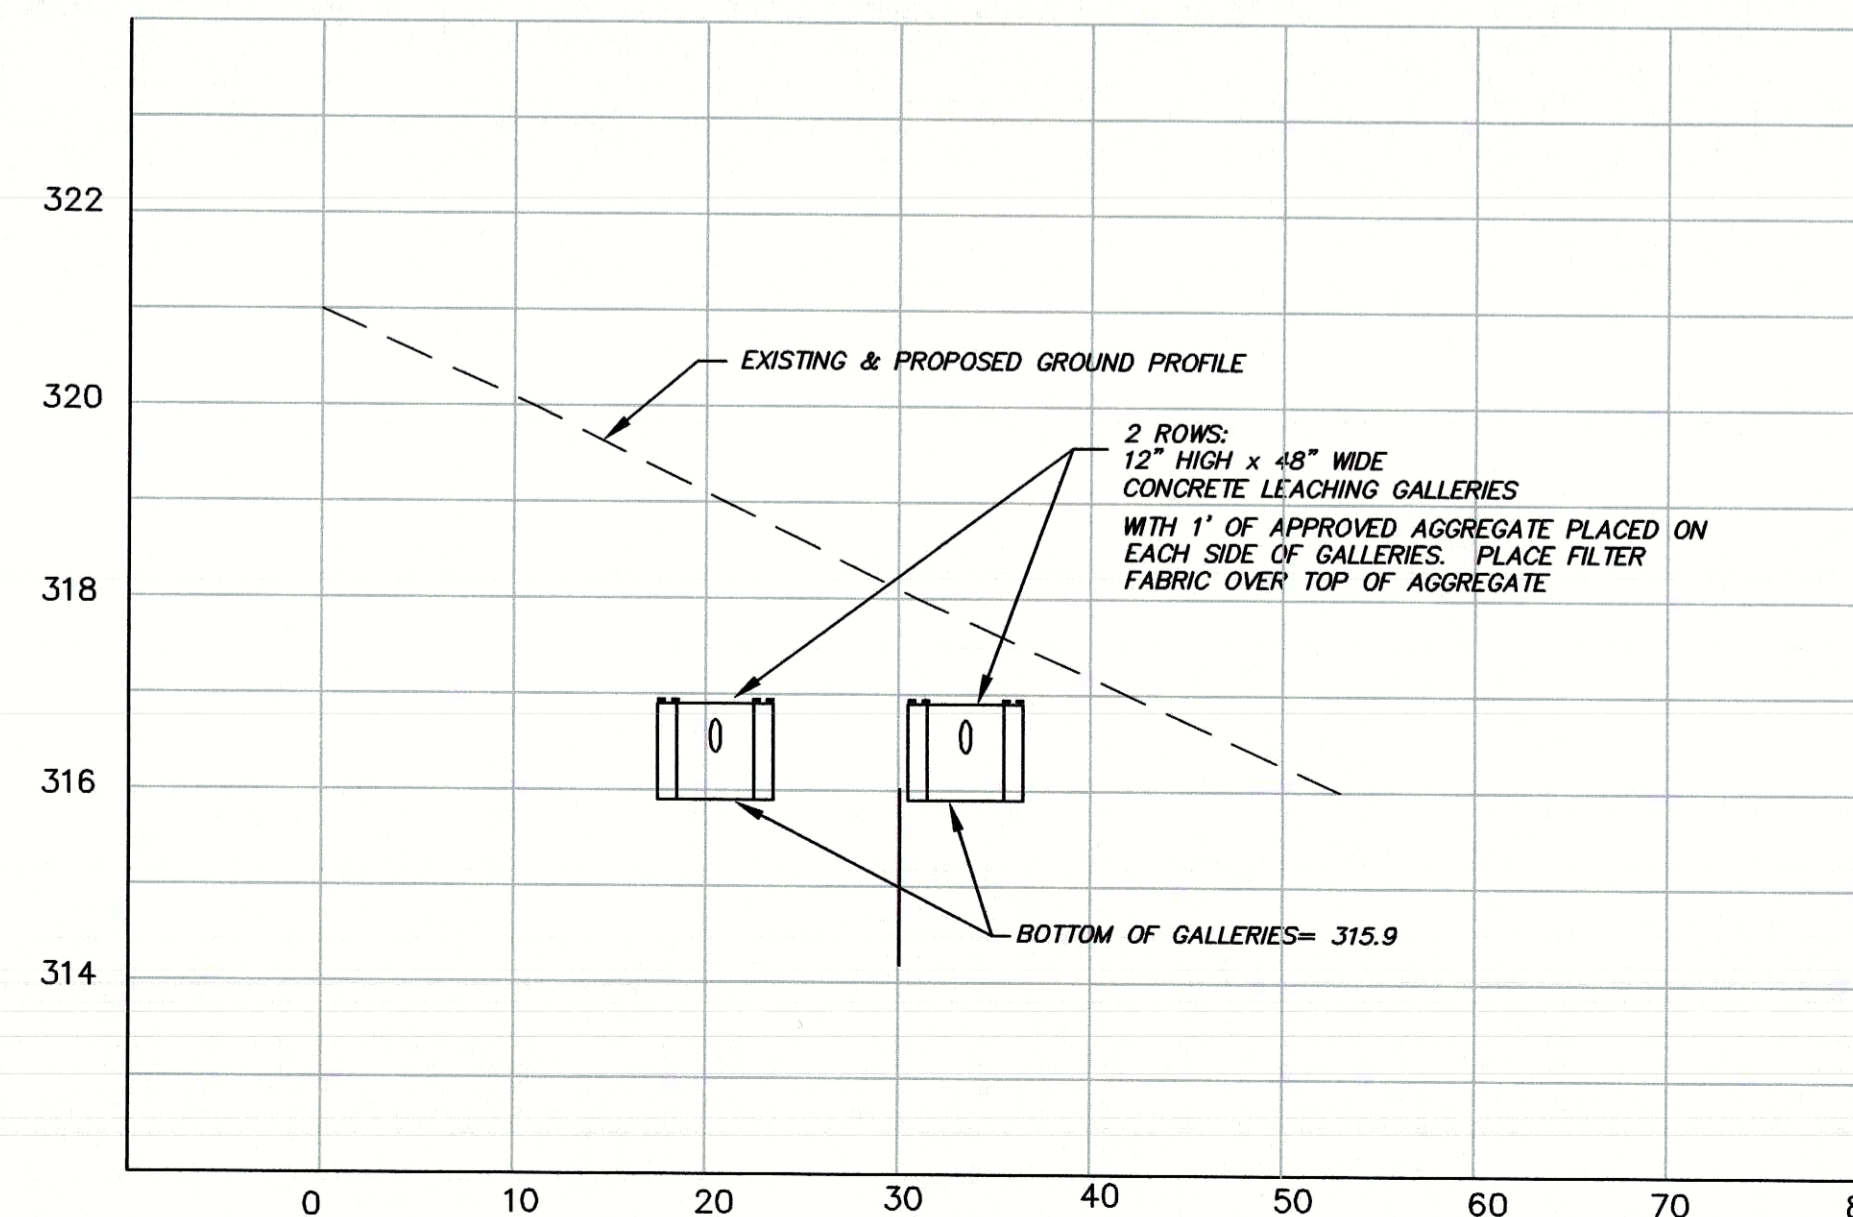 322
EXISTING & PROPOSED GROUND PROFILE
320
2 ROWS:
12" HIGH x 48" WIDE
CONCRETE LEACHING GALLERIES
WITH 1' OF APPROVED AGGREGATE PLACED ON
EACH SIDE OF GALLERIES. PLACE FILTER
FABRIC OVER TOP OF AGGREGATE
318
316
BOTTOM OF GALLERIES= 315.9
314
0 10 20 30 40 50 60 70